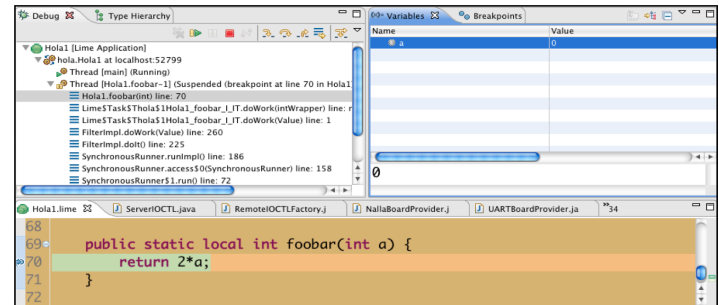 Debug Type Hierarchy
Hola1 [Lime Application]
hola.Hola1 at localhost:52799
Thread [main] (Running)
Thread [Hola1.foobar-1] (Suspended (breakpoint at line 70 in Hola1
Hola1.foobar(int) line: 70
Lime$Task$Thola$1Hola1_foobar_I_IT.doWork(intWrapper) line: r
Lime$Task$Thola$1Hola1_foobar_I_IT.doWork(Value) line: 1
FilterImpl.doWork(Value) line: 260
FilterImpl.doIt() line: 225
SynchronousRunner.runImpl() line: 186
SynchronousRunner.access$0(SynchronousRunner) line: 158
SynchronousRunner$1.run() line: 72
Variables Breakpoints
Name Value
a 0
0
Hola1.lime ServerIOCTL.java RemoteIOCTLFactory.j NallaBoardProvider.j UARTBoardProvider.ja »34
68
69 public static local int foobar(int a) {
70 return 2*a;
71 }
72